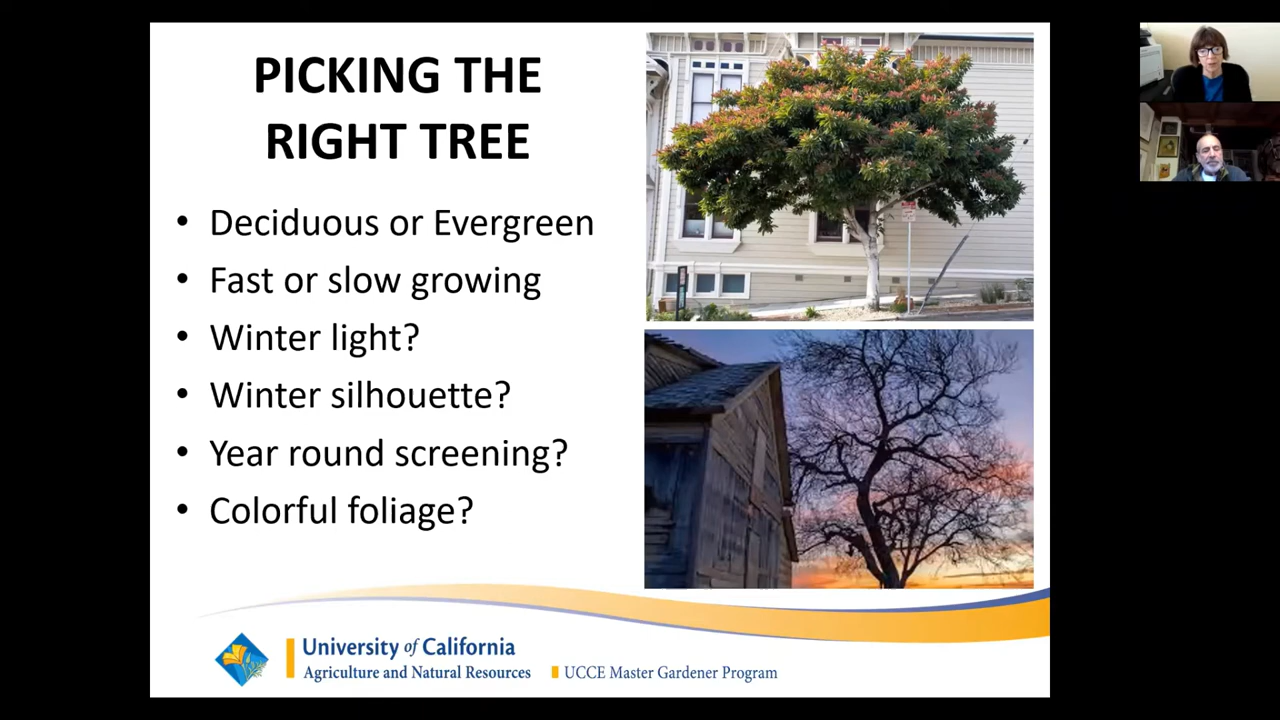 PICKING THE
RIGHT TREE
• Deciduous or Evergreen
• Fast or slow growing
• Winter light?
• Winter silhouette?
• Year round screening?
• Colorful foliage?
University of California
Agriculture and Natural Resources
UCCE Master Gardener Program